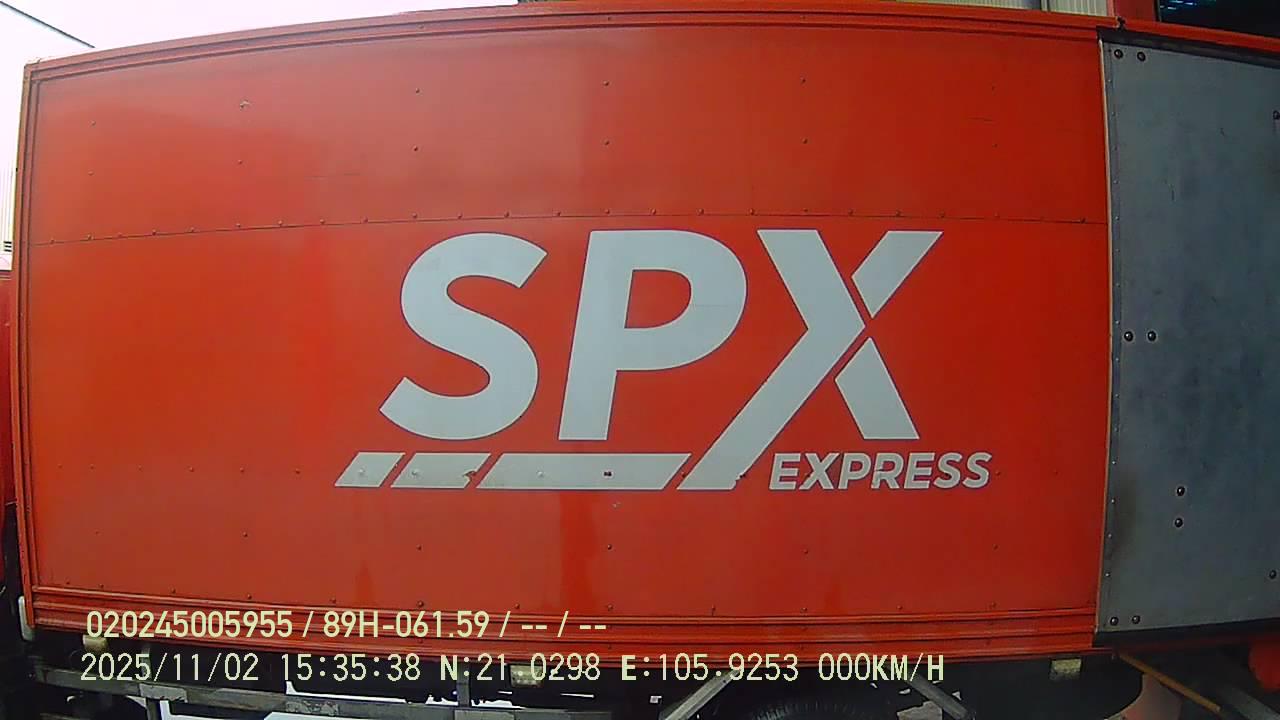 SPX
EXPRESS
020245005955 / 89H-061.59 / -- / --
2025/11/02 15:35:38 N:21.0298 E:105.9253 000KM/H